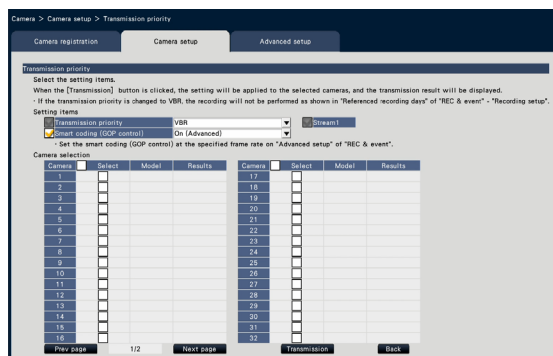 Camera > Camera setup > Transmission priority
Camera registration
Camera setup
Advanced setup
Transmission priority
Select the setting items.
When the [Transmission] button is clicked, the setting will be applied to the selected cameras, and the transmission result will be displayed.
· If the transmission priority is changed to VBR, the recording will not be performed as shown in "Referenced recording days" of "REC & event" - "Recording setup".
Setting items
Transmission priority VBR Stream1
Smart coding (GOP control) On (Advanced)
· Set the smart coding (GOP control) at the specified frame rate on "Advanced setup" of "REC & event".
Camera selection
Camera Select Model Results Camera Select Model Results
1 17
2 18
3 19
4 20
5 21
6 22
7 23
8 24
9 25
10 26
11 27
12 28
13 29
14 30
15 31
16 32
Prev page 1/2 Next page Transmission Back